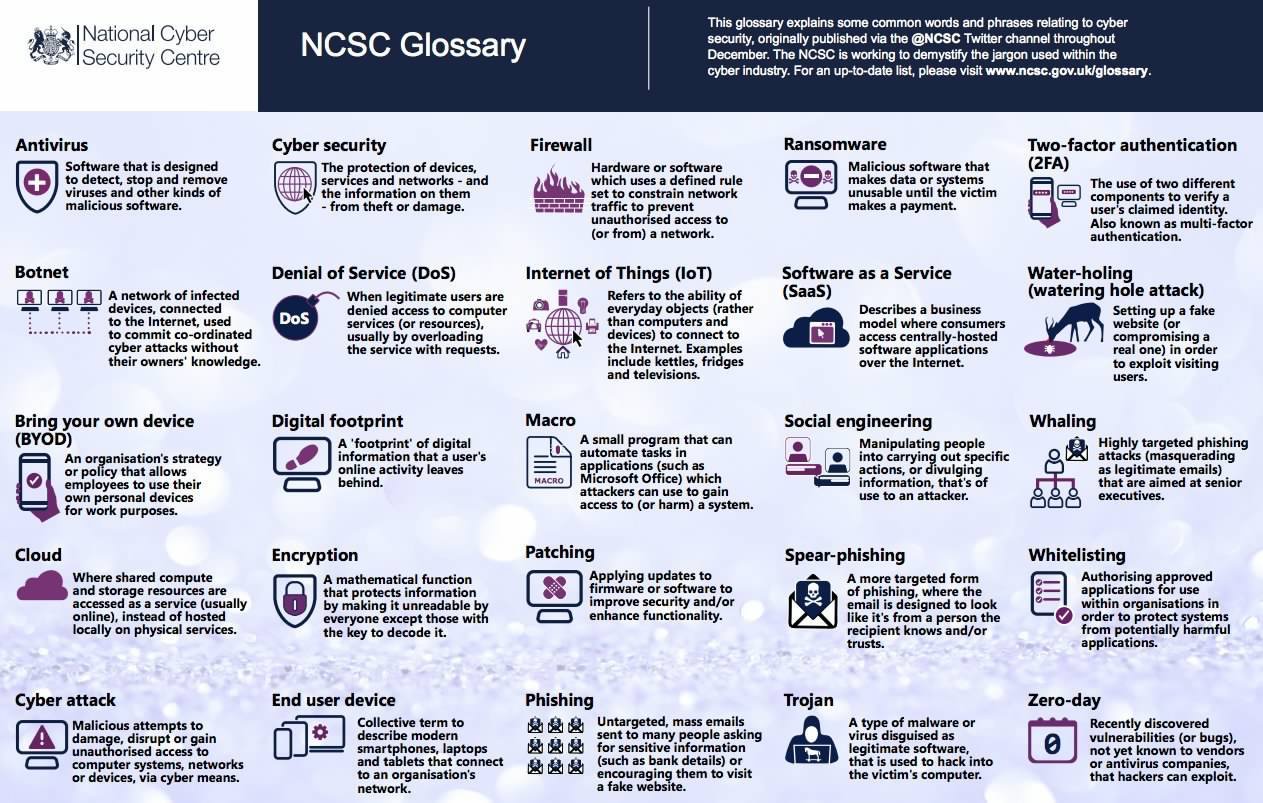 National Cyber
Security Centre
NCSC Glossary
This glossary explains some common words and phrases relating to cyber
security, originally published via the @NCSC Twitter channel throughout
December. The NCSC is working to demystify the jargon used within the
cyber industry. For an up-to-date list, please visit www.ncsc.gov.uk/glossary.
Antivirus
Software that is designed
to detect, stop and remove
viruses and other kinds of
malicious software.
Cyber security
The protection of devices,
services and networks - and
the information on them
- from theft or damage.
Firewall
Hardware or software
which uses a defined rule
set to constrain network
traffic to prevent
unauthorised access to
(or from) a network.
Ransomware
Malicious software that
makes data or systems
unusable until the victim
makes a payment.
Two-factor authentication
(2FA)
The use of two different
components to verify a
user's claimed identity.
Also known as multi-factor
authentication.
Botnet
A network of infected
devices, connected
to the Internet, used
to commit co-ordinated
cyber attacks without
their owners' knowledge.
Denial of Service (DoS)
DoS
When legitimate users are
denied access to computer
services (or resources),
usually by overloading
the service with requests.
Internet of Things (IoT)
Refers to the ability of
everyday objects (rather
than computers and
devices) to connect to
the Internet. Examples
include kettles, fridges
and televisions.
Software as a Service
(SaaS)
Describes a business
model where consumers
access centrally-hosted
software applications
over the Internet.
Water-holing
(watering hole attack)
Setting up a fake
website (or
compromising a
real one) in order
to exploit visiting
users.
Bring your own device
(BYOD)
An organisation's strategy
or policy that allows
employees to use their
own personal devices
for work purposes.
Digital footprint
A 'footprint' of digital
information that a user's
online activity leaves
behind.
Macro
MACRO
A small program that can
automate tasks in
applications (such as
Microsoft Office) which
attackers can use to gain
access to (or harm) a system.
Social engineering
Manipulating people
into carrying out specific
actions, or divulging
information, that's of
use to an attacker.
Whaling
Highly targeted phishing
attacks (masquerading
as legitimate emails)
that are aimed at senior
executives.
Cloud
Where shared compute
and storage resources are
accessed as a service (usually
online), instead of hosted
locally on physical services.
Encryption
A mathematical function
that protects information
by making it unreadable by
everyone except those with
the key to decode it.
Patching
Applying updates to
firmware or software to
improve security and/or
enhance functionality.
Spear-phishing
A more targeted form
of phishing, where the
email is designed to look
like it's from a person the
recipient knows and/or
trusts.
Whitelisting
Authorising approved
applications for use
within organisations in
order to protect systems
from potentially harmful
applications.
Cyber attack
Malicious attempts to
damage, disrupt or gain
unauthorised access to
computer systems, networks
or devices, via cyber means.
End user device
Collective term to
describe modern
smartphones, laptops
and tablets that connect
to an organisation's
network.
Phishing
Untargeted, mass emails
sent to many people asking
for sensitive information
(such as bank details) or
encouraging them to visit
a fake website.
Trojan
A type of malware or
virus disguised as
legitimate software,
that is used to hack into
the victim's computer.
Zero-day
0
Recently discovered
vulnerabilities (or bugs),
not yet known to vendors
or antivirus companies,
that hackers can exploit.